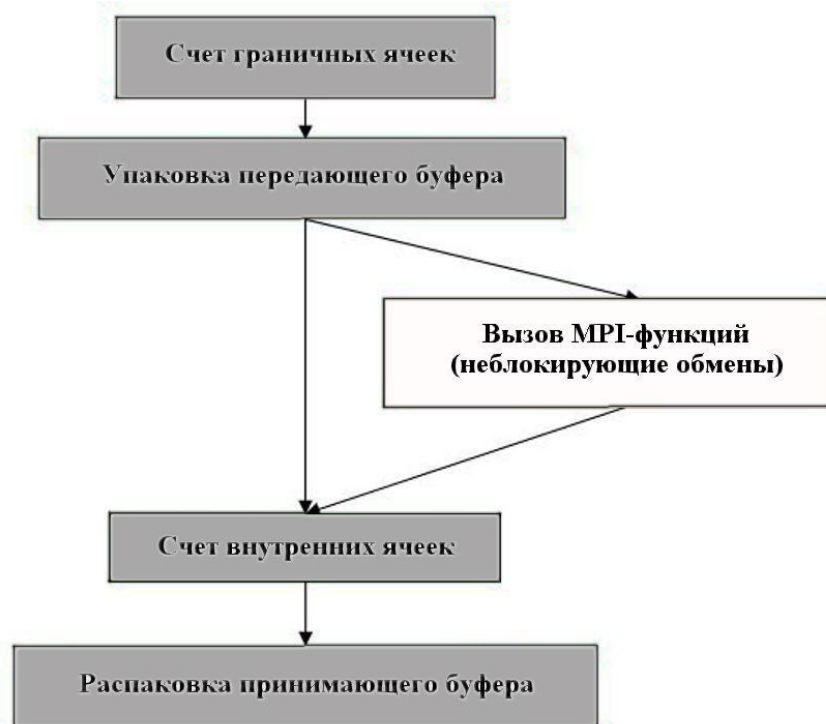 Счет граничных ячеек
Упаковка передающего буфера
Вызов MPI-функций
(неблокирующие обмены)
Счет внутренних ячеек
Распаковка принимающего буфера